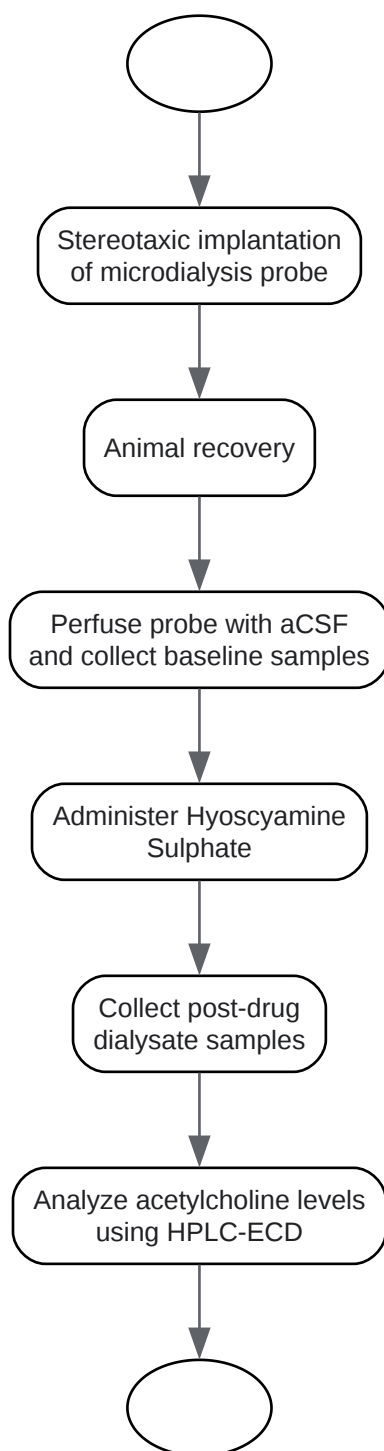 Stereotaxic implantation
of microdialysis probe
Animal recovery
Perfuse probe with aCSF
and collect baseline samples
Administer Hyoscyamine
Sulphate
Collect post-drug
dialysate samples
Analyze acetylcholine levels
using HPLC-ECD